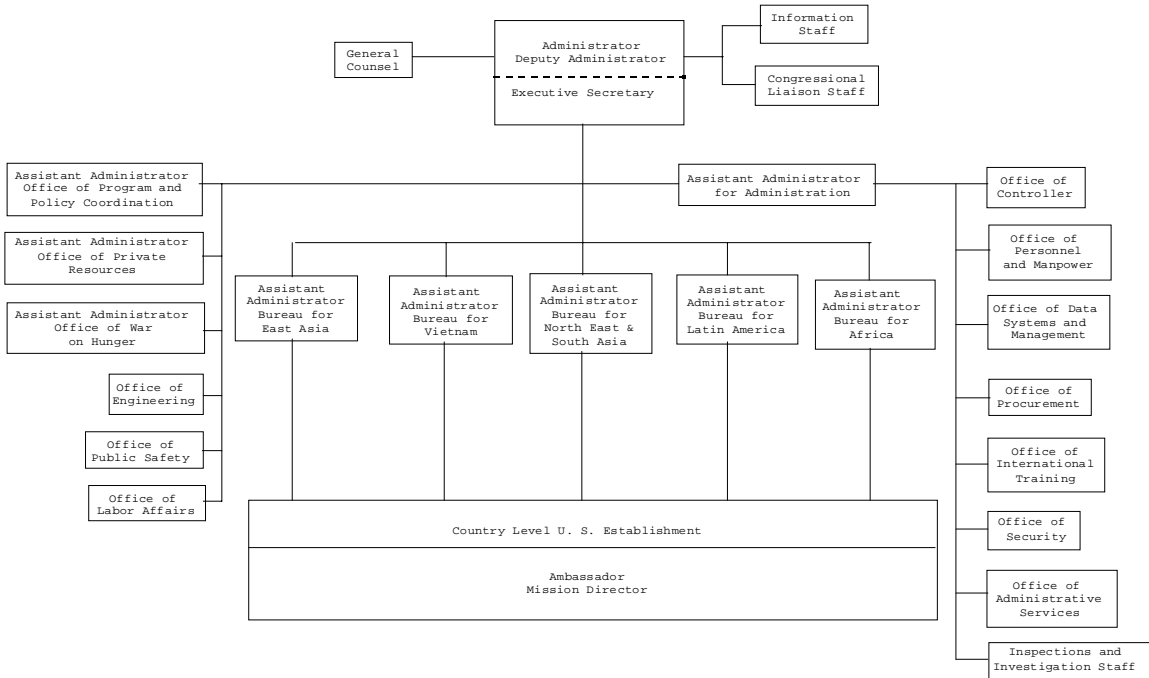 Information
Staff
Administrator
Deputy Administrator
General
Counsel
Congressional
Liaison Staff
Executive Secretary
Assistant Administrator
Office of Program and
Policy Coordination
Assistant Administrator
for Administration
Office of
Controller
Assistant Administrator
Office of Private
Resources
Office of
Personnel
and Manpower
Assistant Administrator
Office of War
on Hunger
Assistant
Administrator
Bureau for
East Asia
Assistant
Administrator
Bureau for
Vietnam
Assistant
Administrator
Bureau for
North East &
South Asia
Assistant
Administrator
Bureau for
Latin America
Assistant
Administrator
Bureau for
Africa
Office of Data
Systems and
Management
Office of
Engineering
Office of
Procurement
Office of
Public Safety
Office of
International
Training
Office of
Labor Affairs
Country Level U. S. Establishment
Office of
Security
Ambassador
Mission Director
Office of
Administrative
Services
Inspections and
Investigation Staff